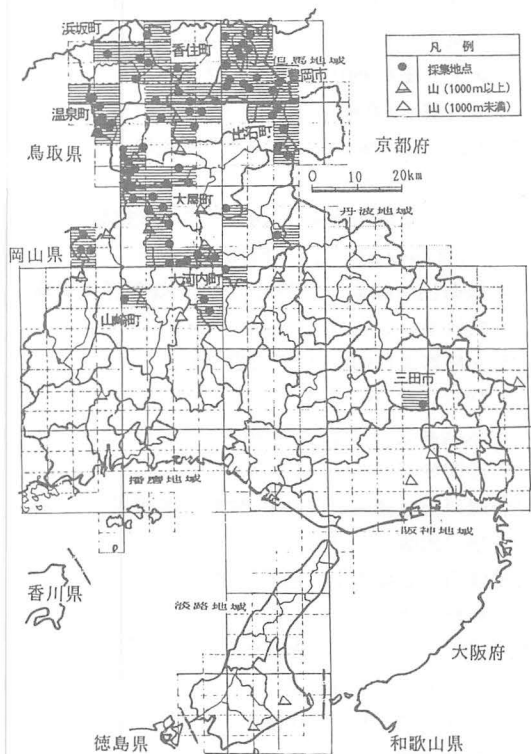 浜坂町
香住町
但馬地域
豊岡市
凡 例
採集地点
山(1000m以上)
山(1000m未満)
温泉町
出石町
鳥取県
京都府
0 10 20km
大屋町
丹波地域
岡山県
大河内町
山崎町
三田市
播磨地域
阪神地域
香川県
淡路地域
大阪府
徳島県
和歌山県